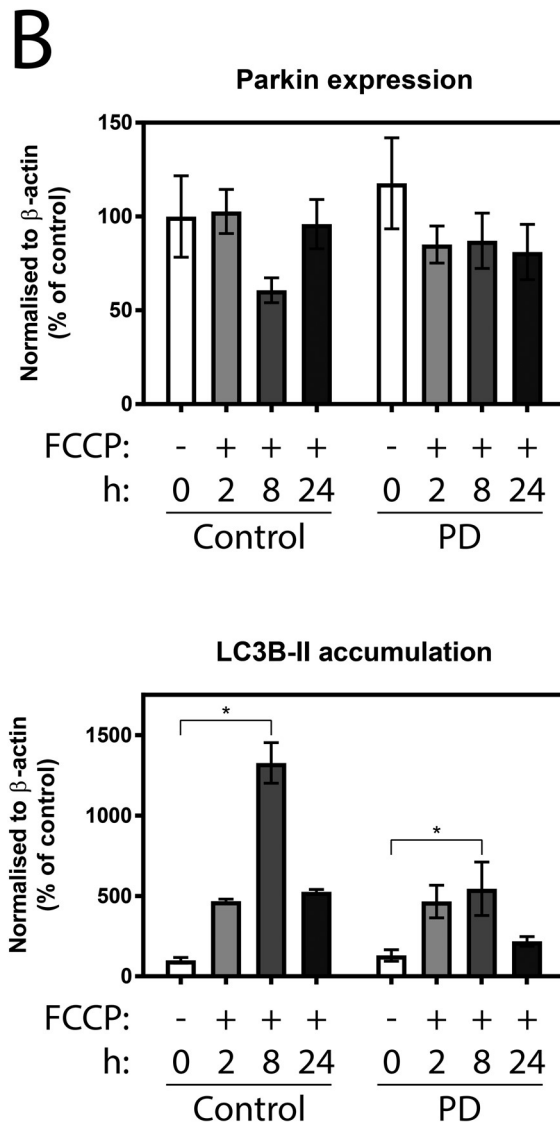 B
Parkin expression
Normalised to β-actin
(% of control)
150
100
50
0
FCCP: - + + + - + + +
h: 0 2 8 24 0 2 8 24
Control PD
LC3B-II accumulation
Normalised to β-actin
(% of control)
1500
1000
500
0
*
*
FCCP: - + + + - + + +
h: 0 2 8 24 0 2 8 24
Control PD